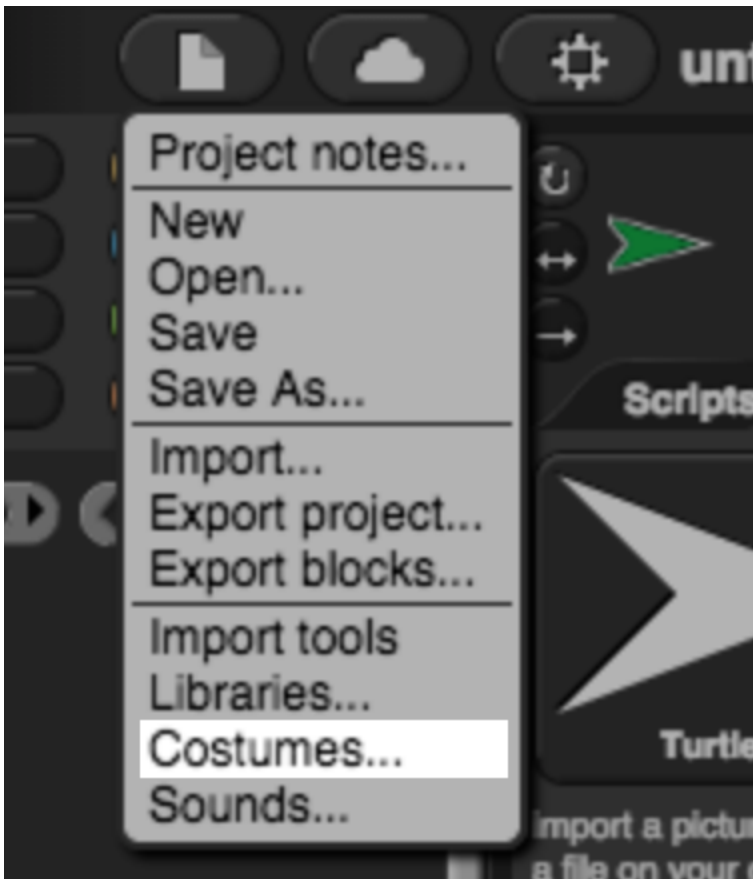 unt
Project notes...
New
Open...
Save
Save As...
Scripts
Import...
Export project...
Export blocks...
Import tools
Libraries...
Costumes...
Turtle
Sounds...
import a pictur
a file on your